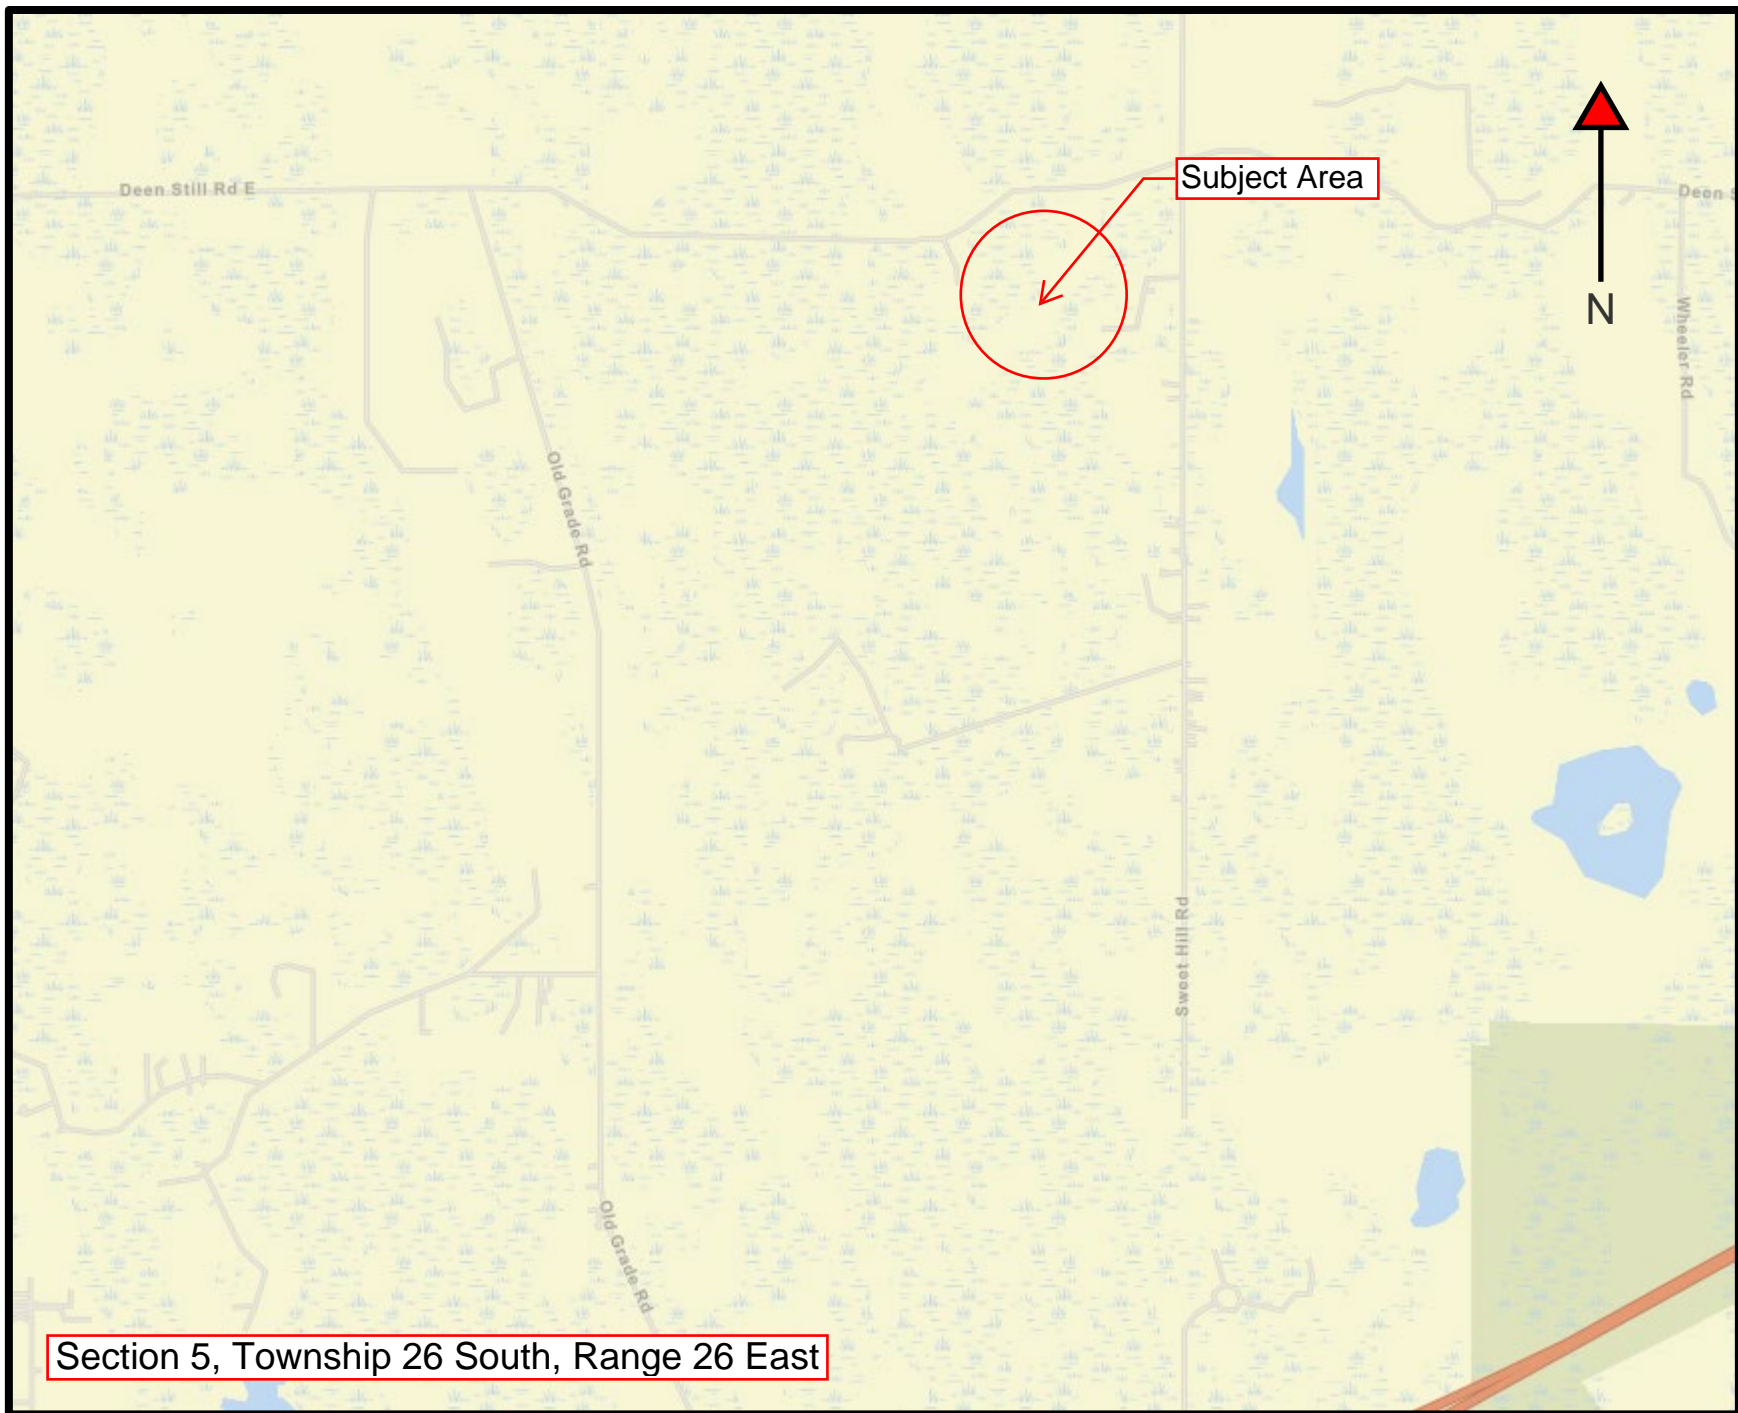 Subject Area
Deen Still Rd E
Deen S
N
Wheeler Rd
Old Grade Rd
Sweet Hill Rd
Old Grade Rd
Section 5, Township 26 South, Range 26 East